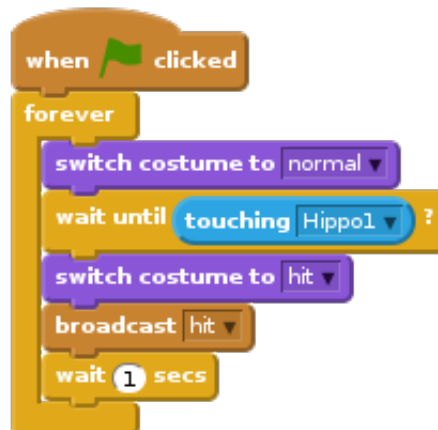 when clicked
forever
switch costume to normal
wait until touching Hippo1 ?
switch costume to hit
broadcast hit
wait 1 secs